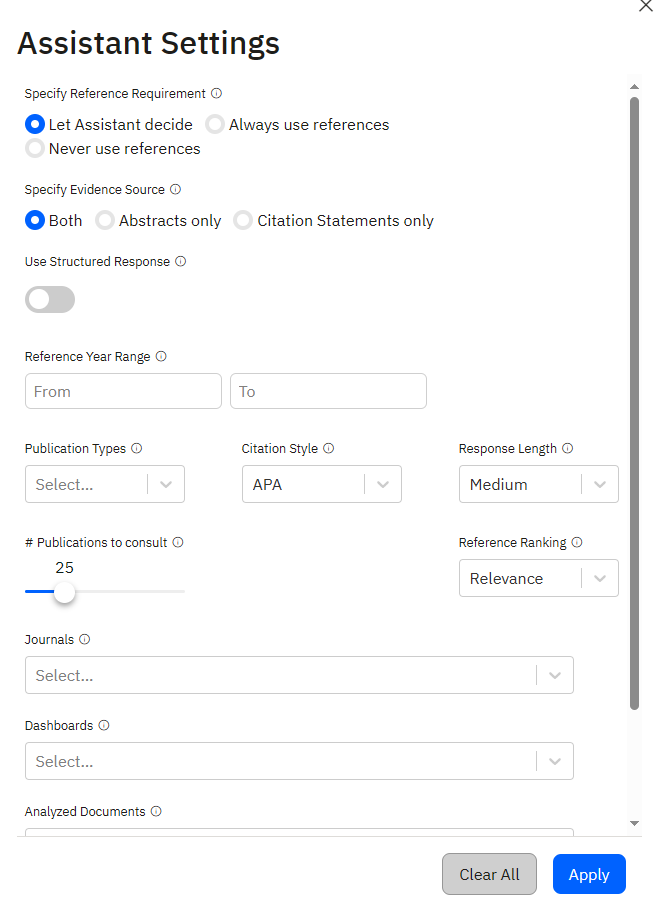 Assistant Settings
Specify Reference Requirement
Let Assistant decide Always use references
Never use references
Specify Evidence Source
Both Abstracts only Citation Statements only
Use Structured Response
Reference Year Range
From To
Publication Types Citation Style Response Length
Select... APA Medium
# Publications to consult Reference Ranking
25
Relevance
Journals
Select...
Dashboards
Select...
Analyzed Documents
Clear All Apply